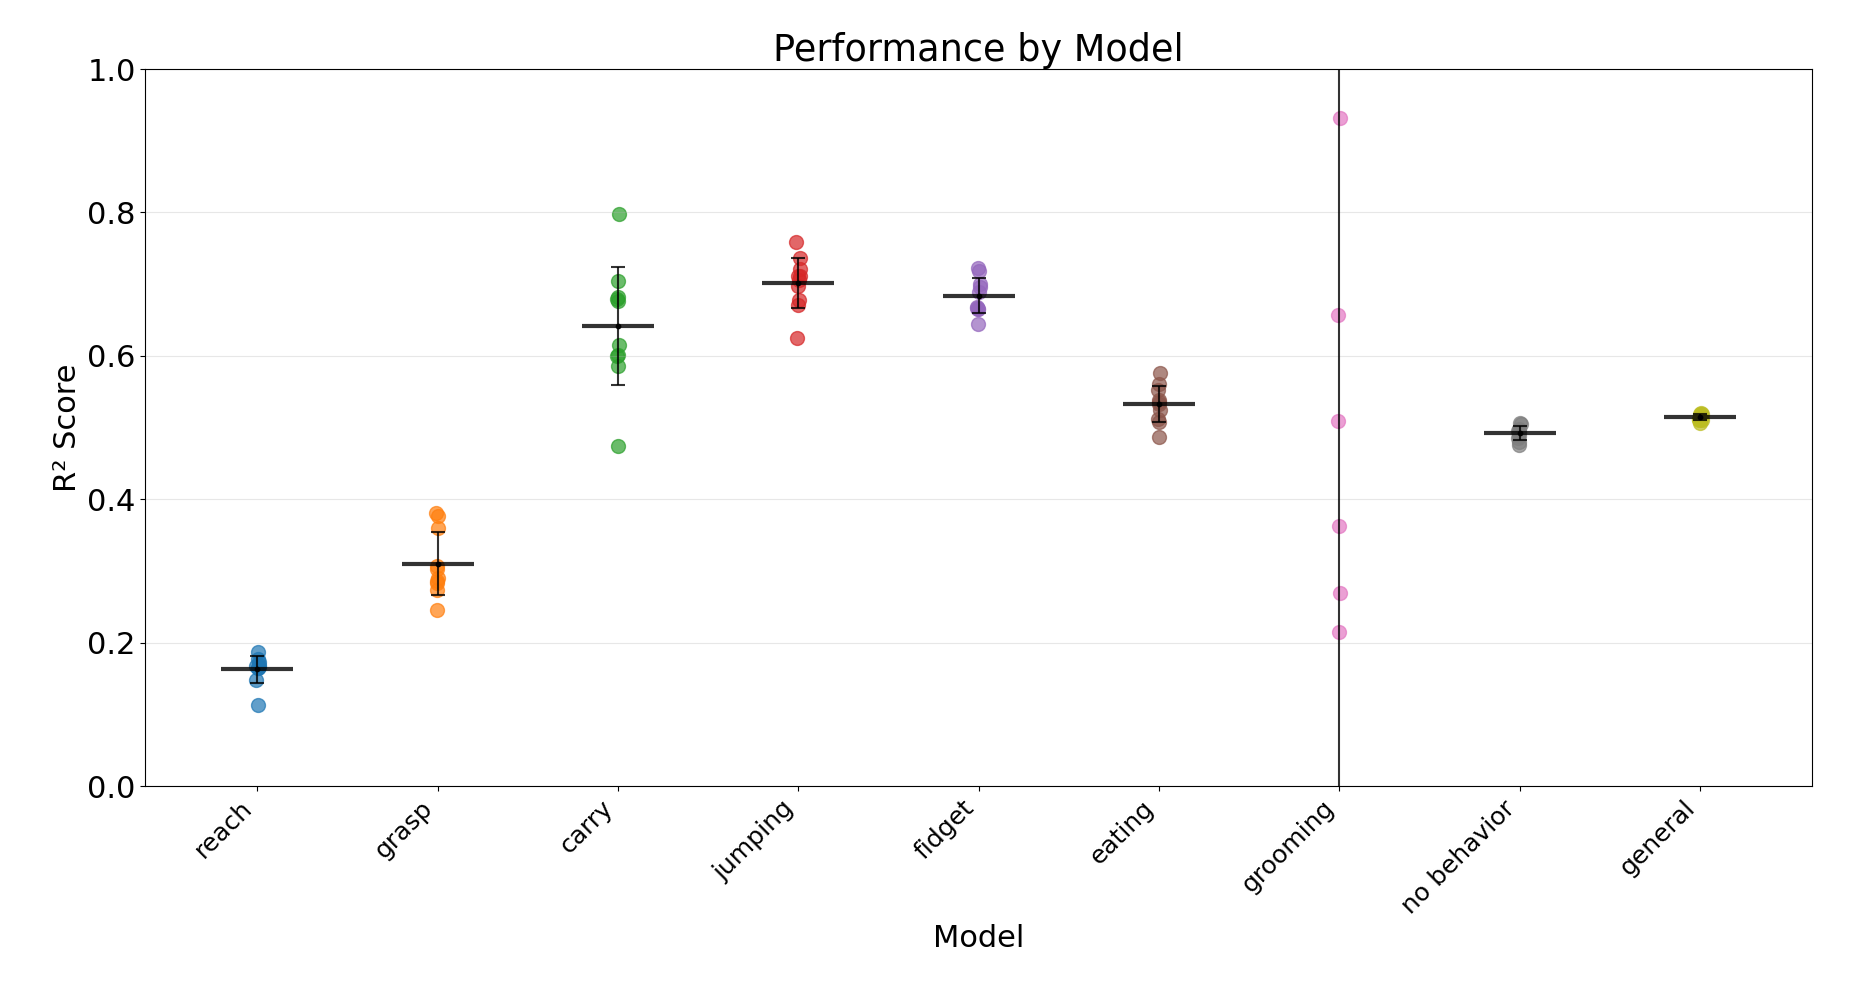 Performance by Model
R² Score
1.0
0.8
0.6
0.4
0.2
0.0
reach
grasp
carry
jumping
fidget
eating
grooming
no behavior
general
Model